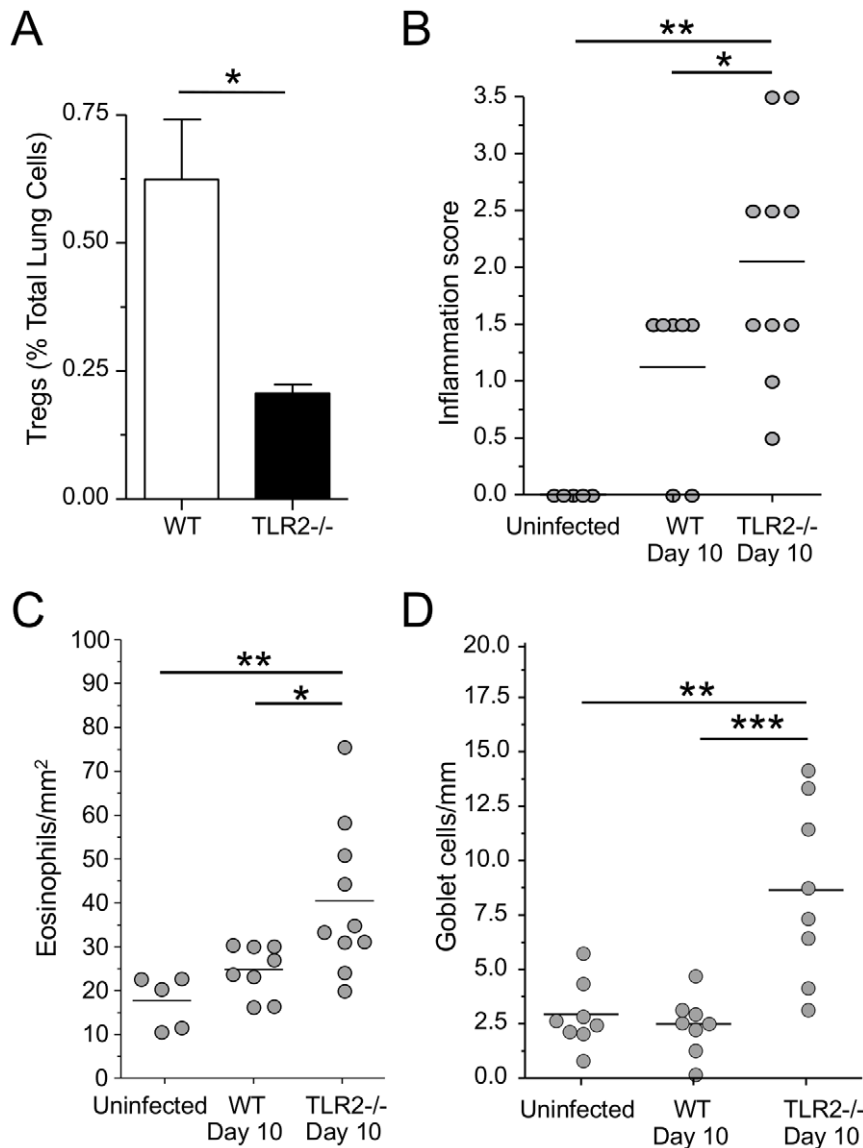 A
*
Tregs (% Total Lung Cells)
0.75
0.50
0.25
0.00
WT
TLR2-/-
B
**
*
Inflammation score
3.5
3.0
2.5
2.0
1.5
1.0
0.5
0.0
Uninfected
WT
Day 10
TLR2-/-
Day 10
C
**
*
Eosinophils/mm²
100
90
80
70
60
50
40
30
20
10
0
Uninfected
WT
Day 10
TLR2-/-
Day 10
D
**
***
Goblet cells/mm
20.0
17.5
15.0
12.5
10.0
7.5
5.0
2.5
0.0
Uninfected
WT
Day 10
TLR2-/-
Day 10